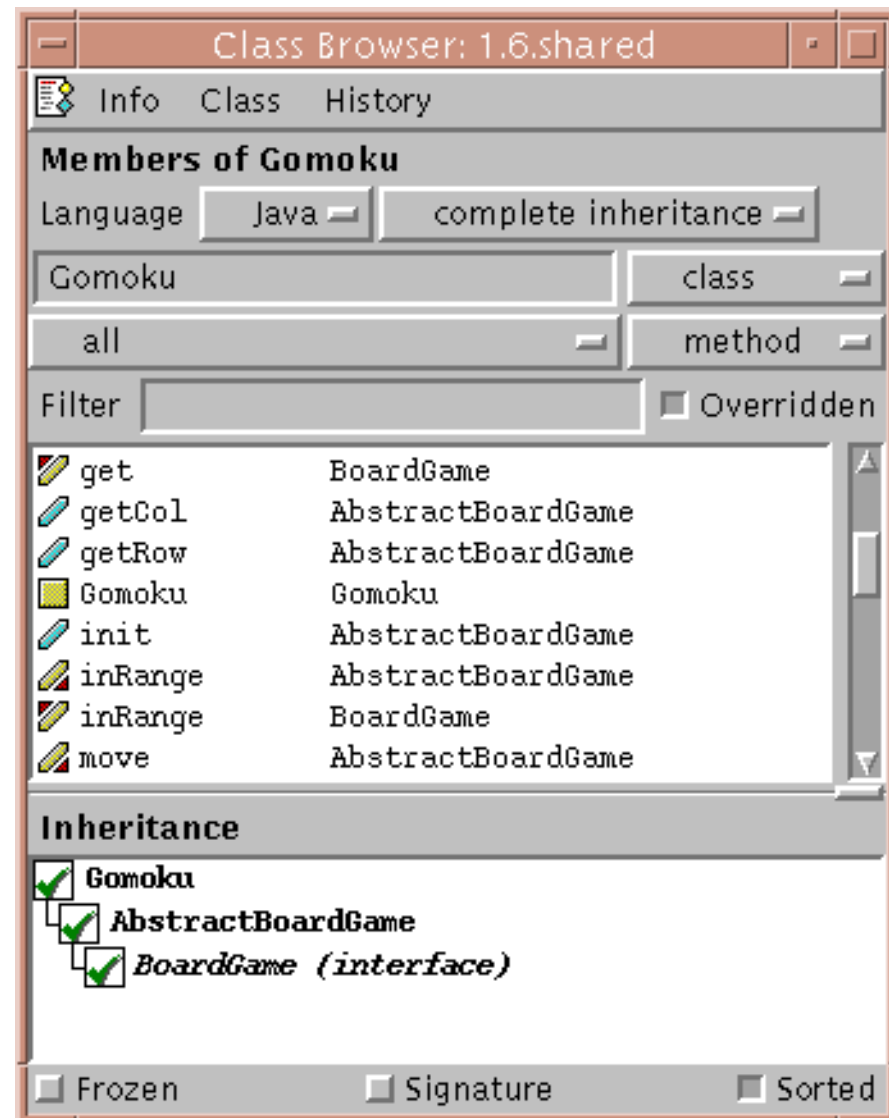 Class Browser: 1.6.shared
Info Class History
Members of Gomoku
Language Java complete inheritance
Gomoku class
all method
Filter Overridden
get BoardGame
getCol AbstractBoardGame
getRow AbstractBoardGame
Gomoku Gomoku
init AbstractBoardGame
inRange AbstractBoardGame
inRange BoardGame
move AbstractBoardGame
Inheritance
Gomoku
AbstractBoardGame
BoardGame (interface)
Frozen Signature Sorted